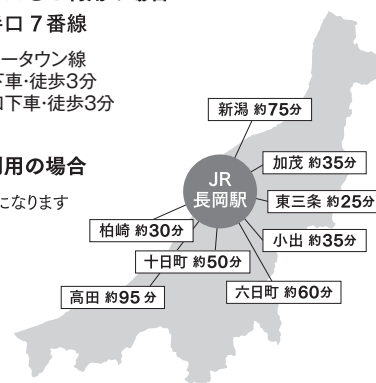 キロ７番線
ータウン線
下車・徒歩3分
口下車・徒歩3分
利用の場合
になります
新潟 約75分
加茂 約35分
JR
長岡駅
東三条 約25分
柏崎 約30分
小出 約35分
十日町 約50分
高田 約95分
六日町 約60分